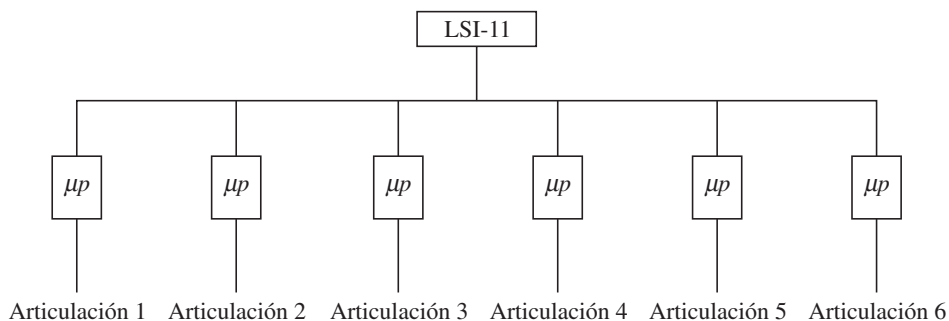 LSI-11
μp μp μp μp μp μp
Articulación 1 Articulación 2 Articulación 3 Articulación 4 Articulación 5 Articulación 6